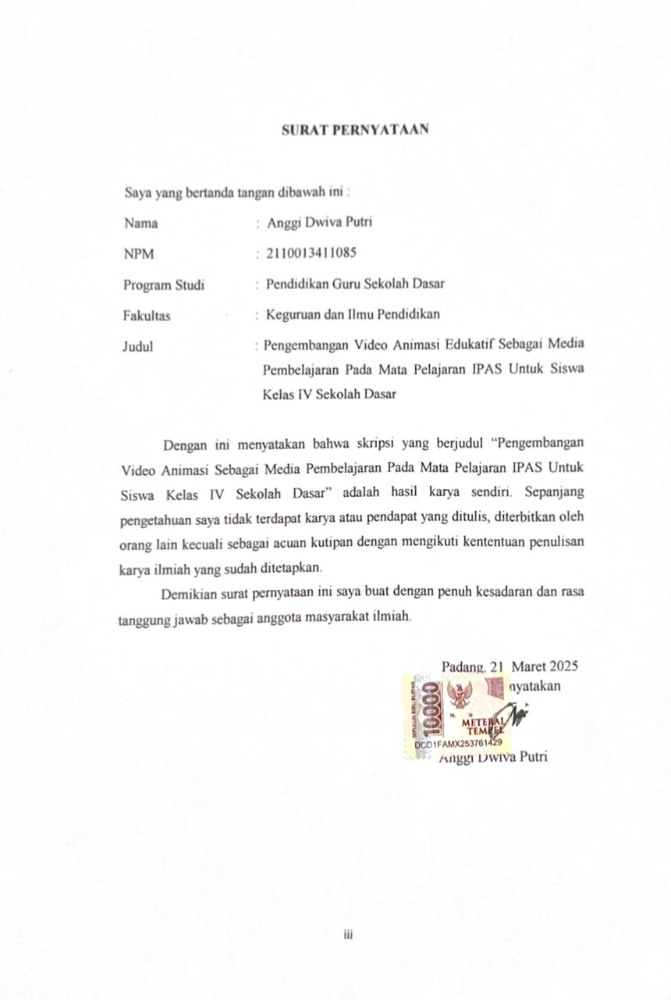 SURAT PERNYATAAN
Saya yang bertanda tangan dibawah ini :
Nama : Anggi Dwiva Putri
NPM : 2110013411085
Program Studi : Pendidikan Guru Sekolah Dasar
Fakultas : Keguruan dan Ilmu Pendidikan
Judul : Pengembangan Video Animasi Edukatif Sebagai Media
Pembelajaran Pada Mata Pelajaran IPAS Untuk Siswa
Kelas IV Sekolah Dasar
Dengan ini menyatakan bahwa skripsi yang berjudul “Pengembangan
Video Animasi Sebagai Media Pembelajaran Pada Mata Pelajaran IPAS Untuk
Siswa Kelas IV Sekolah Dasar” adalah hasil karya sendiri. Sepanjang
pengetahuan saya tidak terdapat karya atau pendapat yang ditulis, diterbitkan oleh
orang lain kecuali sebagai acuan kutipan dengan mengikuti kententuan penulisan
karya ilmiah yang sudah ditetapkan.
Demikian surat pernyataan ini saya buat dengan penuh kesadaran dan rasa
tanggung jawab sebagai anggota masyarakat ilmiah.
Padang, 21 Maret 2025
nyatakan
10000
METERAI
TEMPEL
DCD1FAMX253761429
Anggi Dwiva Putri
iii